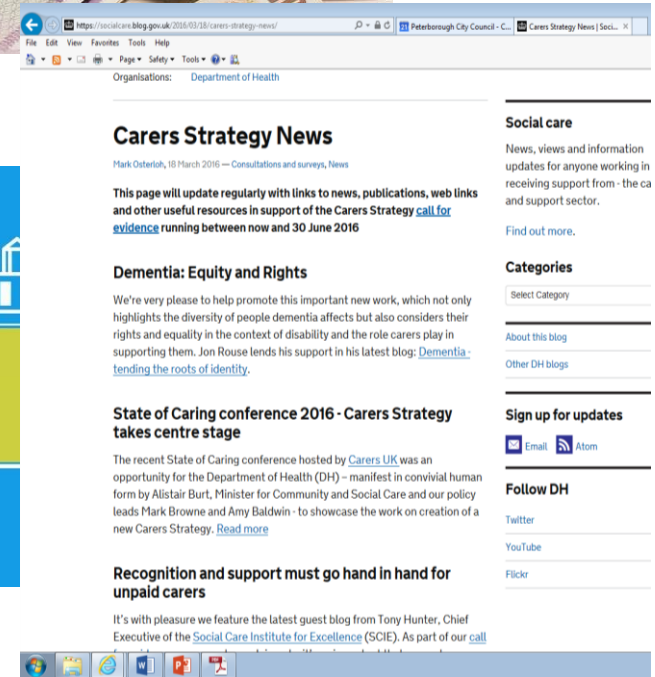 https://socialcare.blog.gov.uk/2016/03/18/carers-strategy-news/
Peterborough City Council - C...
Carers Strategy News | Soci... ×
File Edit View Favorites Tools Help
Page Safety Tools
Organisations: Department of Health
Carers Strategy News
Mark Osterloh, 18 March 2016 — Consultations and surveys, News
This page will update regularly with links to news, publications, web links
and other useful resources in support of the Carers Strategy call for
evidence running between now and 30 June 2016
Dementia: Equity and Rights
We're very pleased to help promote this important new work, which not only
highlights the diversity of people dementia affects but also considers their
rights and equality in the context of disability and the role carers play in
supporting them. Jon Rouse lends his support in his latest blog: Dementia -
tending the roots of identity.
State of Caring conference 2016 - Carers Strategy
takes centre stage
The recent State of Caring conference hosted by Carers UK was an
opportunity for the Department of Health (DH) – manifest in convivial human
form by Alistair Burt, Minister for Community and Social Care and our policy
leads Mark Browne and Amy Baldwin - to showcase the work on creation of a
new Carers Strategy. Read more
Recognition and support must go hand in hand for
unpaid carers
It's with pleasure we feature the latest guest blog from Tony Hunter, Chief
Executive of the Social Care Institute for Excellence (SCIE). As part of our call
Social care
News, views and information
updates for anyone working in
receiving support from - the ca
and support sector.
Find out more.
Categories
Select Category
About this blog
Other DH blogs
Sign up for updates
Email Atom
Follow DH
Twitter
YouTube
Flickr